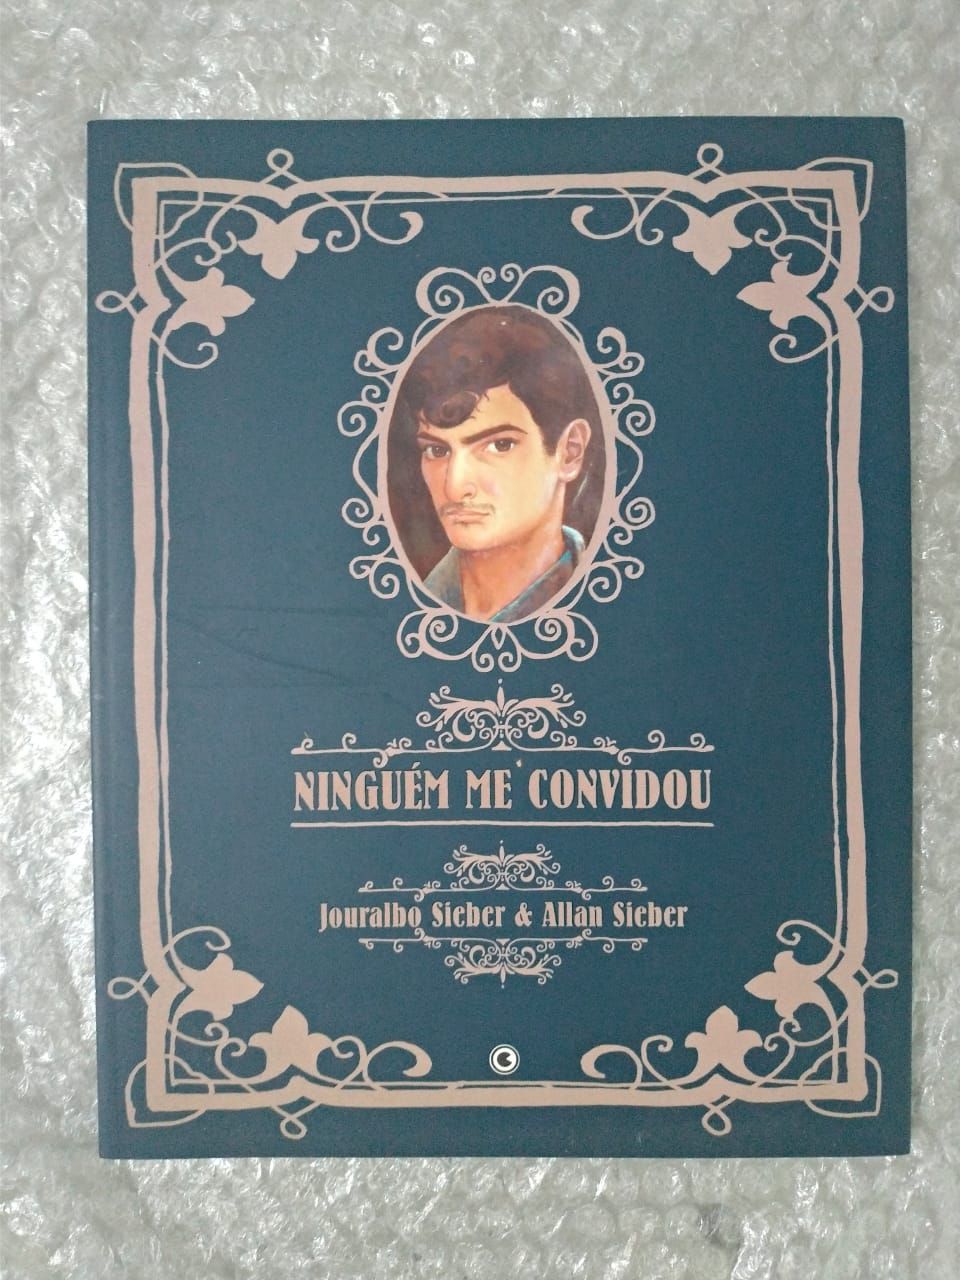 NINGUÉM ME CONVIDOU
Jouralbo Sieber & Allan Sieber